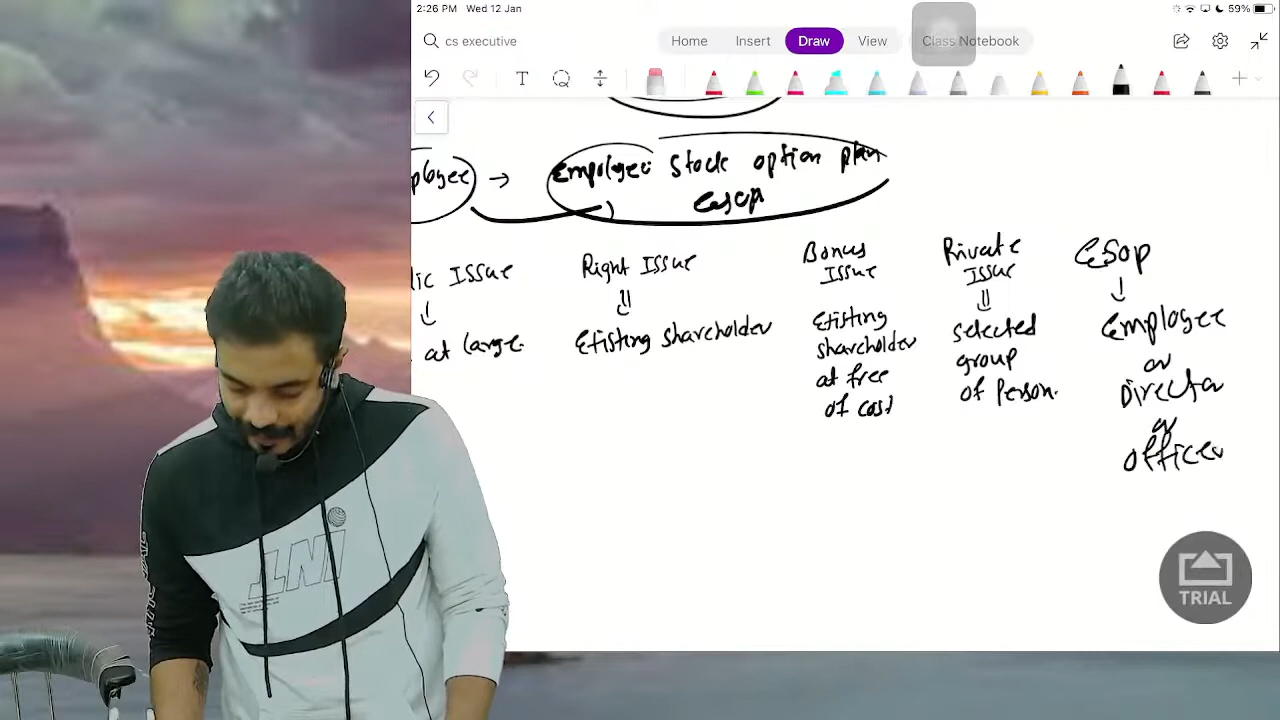 2:26 PM Wed 12 Jan
59%
cs executive
Home Insert Draw View Class Notebook
T
ployee → Employee Stock option plan
ESOP
lic Issue
at large.
Right Issue
Existing shareholder
Bonus
Issue
Existing
shareholder
at free
of cost
Private
Issue
selected
group
of Person.
ESOP
Employee
or
Director
or
officer
TRIAL
INT